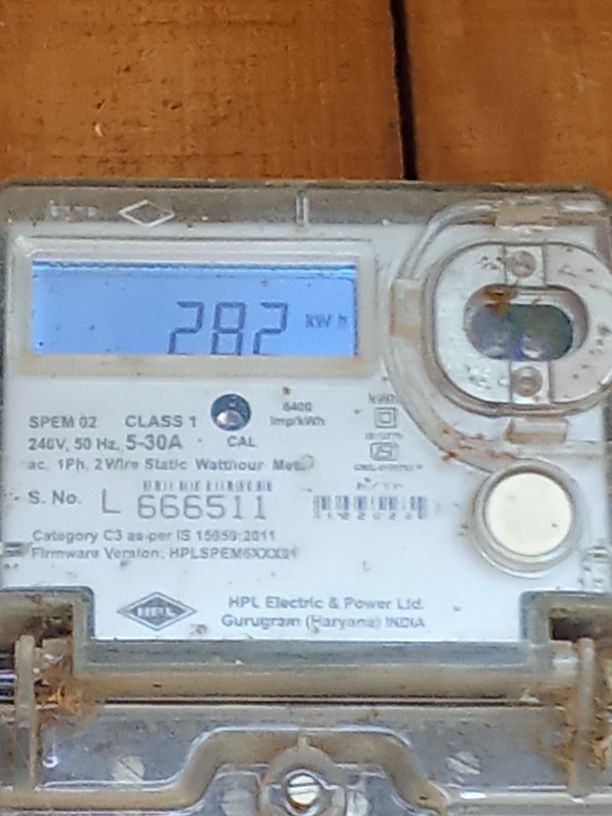 282 kWh
SPEM 02 CLASS 1
6400
imp/kWh
240V, 50 Hz, 5-30A
CAL
ac, 1Ph, 2 Wire Static Watthour Meter
S. No. L 666511
Category C3 as per IS 15959:2011
Firmware Version:
HPL
HPL Electric & Power Ltd.
Gurugram (Haryana) INDIA